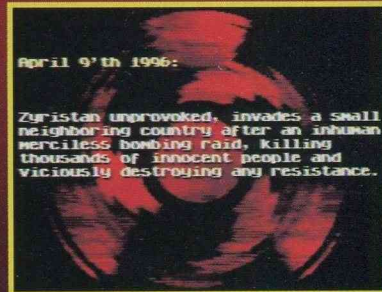 April 9'th 1996:
Zyristan unprovoked, invades a small
neighboring country after an inhuman
merciless bombing raid, killing
thousands of innocent people and
viciously destroying any resistance.